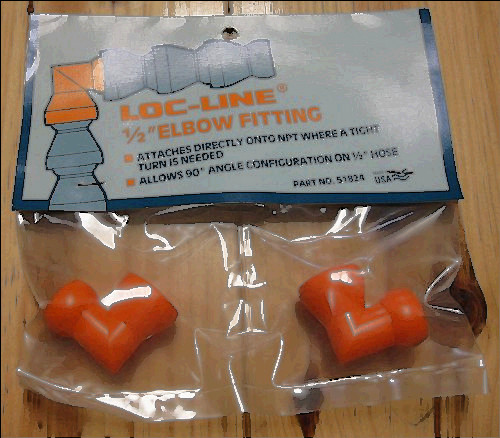 LOC-LINE®
1/2" ELBOW FITTING
ATTACHES DIRECTLY ONTO NPT WHERE A TIGHT
TURN IS NEEDED
ALLOWS 90° ANGLE CONFIGURATION ON ½" HOSE
PART NO. 51824
USA